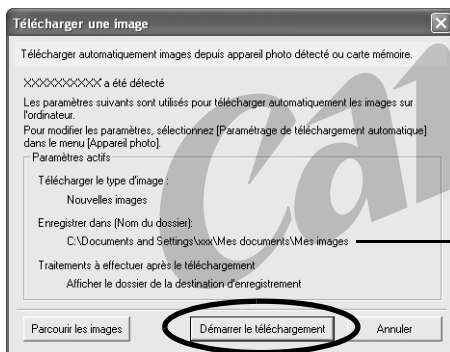 Télécharger une image
Télécharger automatiquement images depuis appareil photo détecté ou carte mémoire.
XXXXXXXXXXX a été détecté
Les paramètres suivants sont utilisés pour télécharger automatiquement les images sur
l'ordinateur.
Pour modifier les paramètres, sélectionnez [Paramétrage de téléchargement automatique]
dans le menu [Appareil photo].
Paramètres actifs
Télécharger le type d'image :
Nouvelles images
Enregistrer dans (Nom du dossier):
C:\Documents and Settings\xxx\Mes documents\Mes images
Traitements à effectuer après le téléchargement
Afficher le dossier de la destination d'enregistrement
Parcourir les images
Démarrer le téléchargement
Annuler